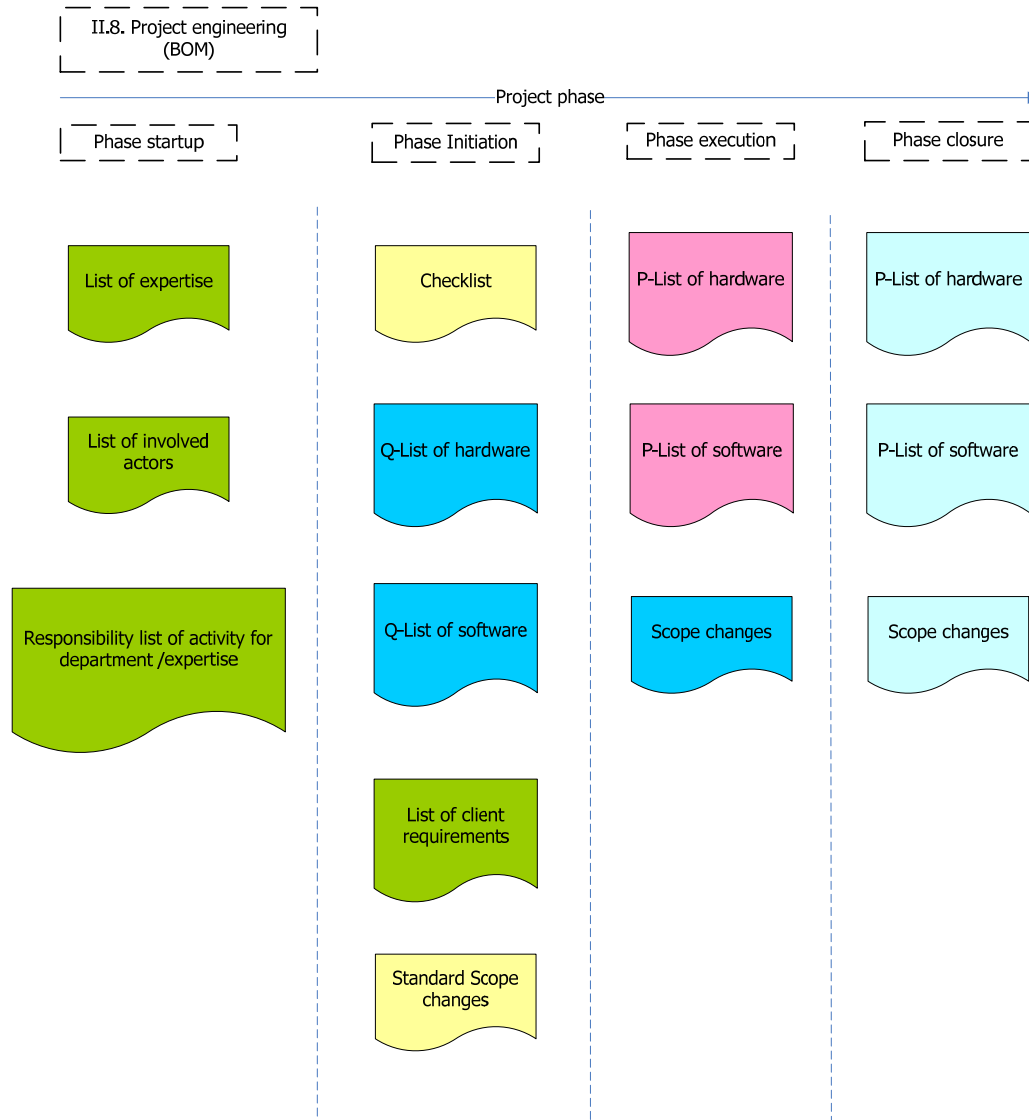 II.8. Project engineering
(BOM)
Project phase
Phase startup
Phase Initiation
Phase execution
Phase closure
List of expertise
Checklist
P-List of hardware
P-List of hardware
List of involved
actors
Q-List of hardware
P-List of software
P-List of software
Responsibility list of activity for
department /expertise
Q-List of software
Scope changes
Scope changes
List of client
requirements
Standard Scope
changes